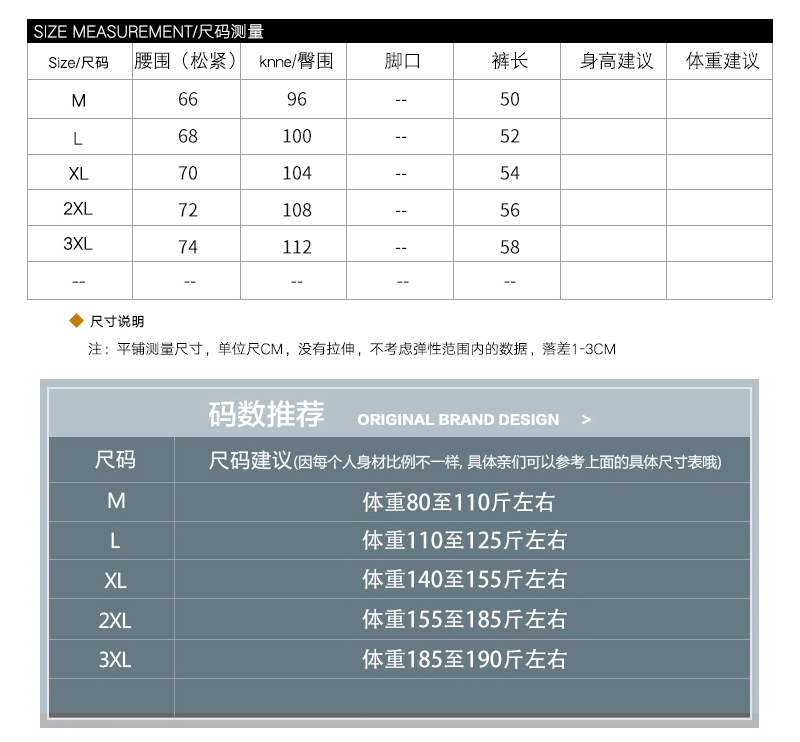 SIZE MEASUREMENT/尺码测量
Size/尺码 腰围（松紧） knne/臀围 脚口 裤长 身高建议 体重建议
M 66 96 -- 50
L 68 100 -- 52
XL 70 104 -- 54
2XL 72 108 -- 56
3XL 74 112 -- 58
-- -- -- -- --
尺寸说明
注：平铺测量尺寸，单位尺CM，没有拉伸，不考虑弹性范围内的数据，落差1-3CM
码数推荐 ORIGINAL BRAND DESIGN >
尺码 尺码建议(因每个人身材比例不一样, 具体亲们可以参考上面的具体尺寸表哦)
M 体重80至110斤左右
L 体重110至125斤左右
XL 体重140至155斤左右
2XL 体重155至185斤左右
3XL 体重185至190斤左右